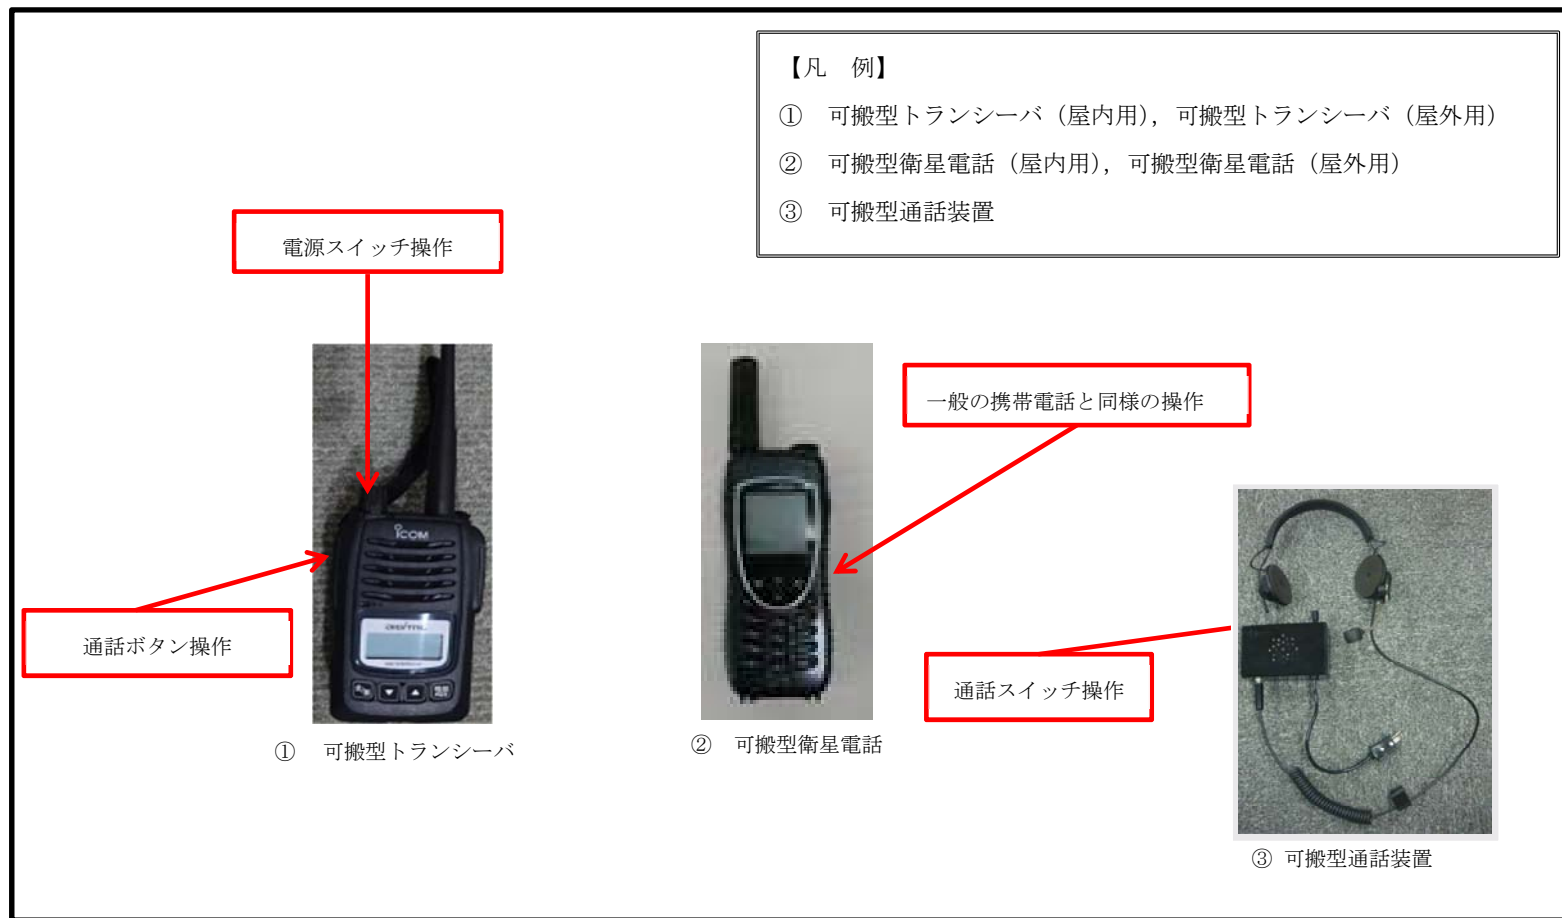 【凡　例】
①　可搬型トランシーバ（屋内用），可搬型トランシーバ（屋外用）
②　可搬型衛星電話（屋内用），可搬型衛星電話（屋外用）
③　可搬型通話装置
電源スイッチ操作
一般の携帯電話と同様の操作
ICOM
通話ボタン操作
通話スイッチ操作
①　可搬型トランシーバ
②　可搬型衛星電話
③ 可搬型通話装置